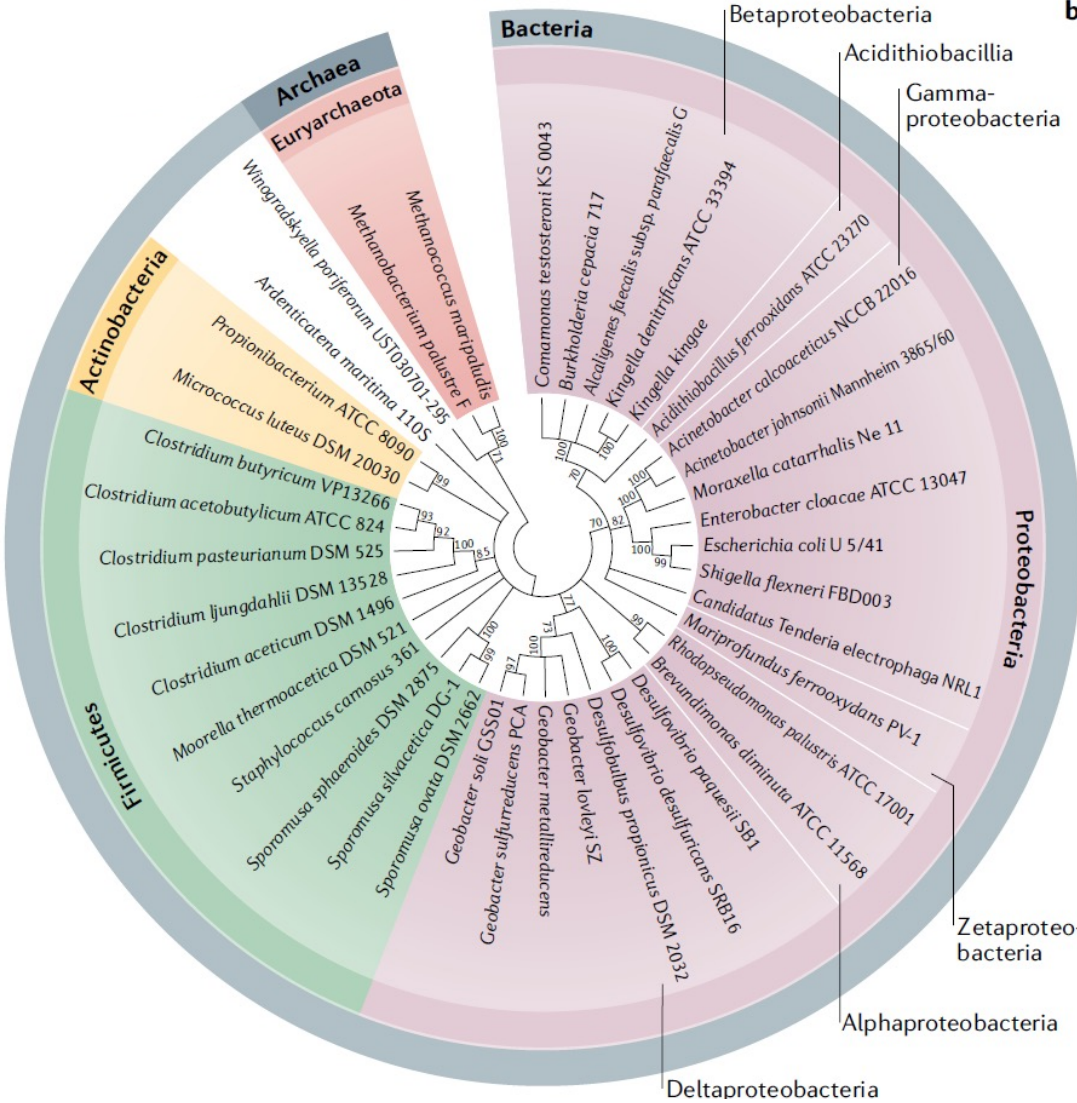 b
Bacteria
Betaproteobacteria
Acidithiobacillia
Gamma-
proteobacteria
Archaea
Euryarchaeota
Actinobacteria
Firmicutes
Proteobacteria
Comamonas testosteroni KS 0043
Burkholderia cepacia 717
Alcaligenes faecalis subsp. parafaecalis G
Kingella denitrificans ATCC 33394
Kingella kingae
Acidithiobacillus ferrooxidans ATCC 23270
Acinetobacter calcoaceticus NCCB 22016
Acinetobacter johnsonii Mannheim 3865/60
Moraxella catarrhalis Ne 11
Enterobacter cloacae ATCC 13047
Escherichia coli U 5/41
Shigella flexneri FBD003
Candidatus Tenderia electrophaga NRL1
Mariprofundus ferrooxydans PV-1
Rhodopseudomonas palustris ATCC 17001
Brevundimonas diminuta ATCC 11568
Desulfovibrio paquesii SB1
Desulfovibrio desulfuricans SRB16
Desulfobulbus propionicus DSM 2032
Geobacter lovleyi SZ
Geobacter metallireducens
Geobacter sulfurreducens PCA
Geobacter soli GSS01
Sporomusa ovata DSM 2662
Sporomusa silvacetica DG-1
Sporomusa sphaeroides DSM 2875
Staphylococcus carnosus 361
Moorella thermoacetica DSM 521
Clostridium aceticum DSM 1496
Clostridium ljungdahlii DSM 13528
Clostridium pasteurianum DSM 525
Clostridium acetobutylicum ATCC 824
Clostridium butyricum VP13266
Micrococcus luteus DSM 20030
Propionibacterium ATCC 8090
Ardenticatena maritima 110S
Winogradskyella poriferum UST030701-295
Methanobacterium palustre F
Methanococcus maripaludis
100
71
100
100
70
70
82
100
100
100
99
99
77
73
100
100
97
100
99
85
100
92
93
99
Zetaproteo-
bacteria
Alphaproteobacteria
Deltaproteobacteria